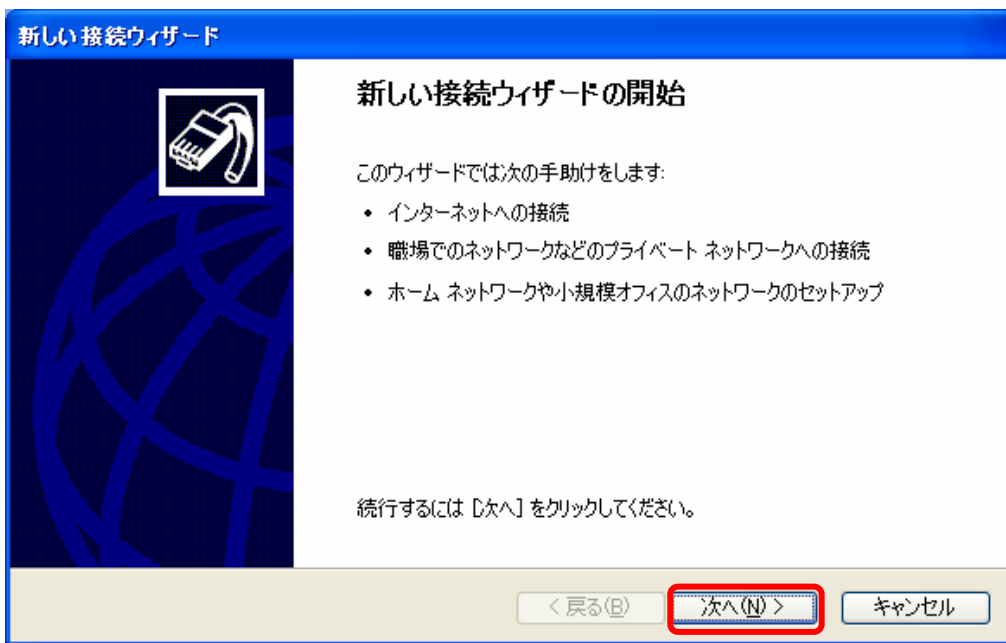 新しい接続ウィザード
新しい接続ウィザードの開始
このウィザードでは次の手助けをします:
• インターネットへの接続
• 職場でのネットワークなどのプライベート ネットワークへの接続
• ホーム ネットワークや小規模オフィスのネットワークのセットアップ
続行するには [次へ] をクリックしてください。
< 戻る(B) 次へ(N) > キャンセル